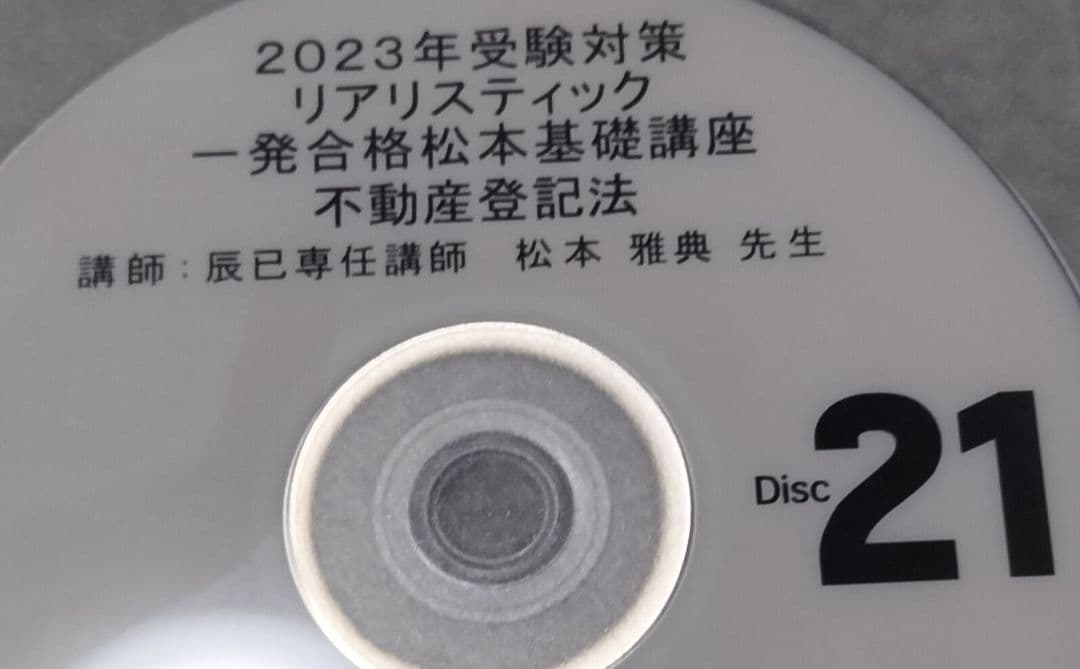 2023年受験対策
リアリスティック
一発合格松本基礎講座
不動産登記法
講師：辰已専任講師　松本 雅典 先生
Disc 21